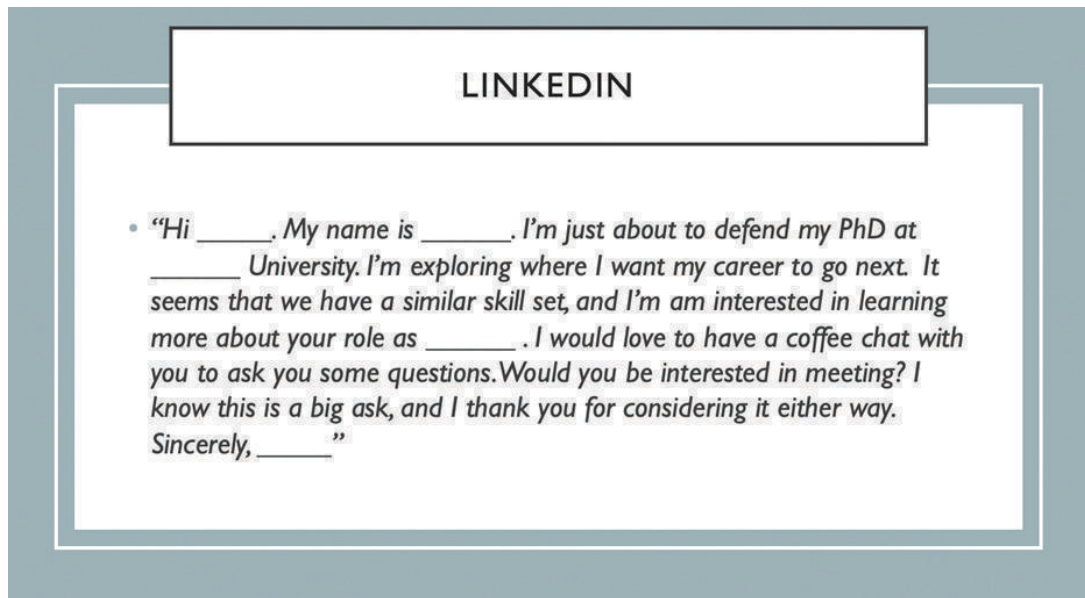 LINKEDIN
• “Hi _____. My name is ______. I’m just about to defend my PhD at
______ University. I’m exploring where I want my career to go next.  It
seems that we have a similar skill set, and I’m am interested in learning
more about your role as ______ . I would love to have a coffee chat with
you to ask you some questions.Would you be interested in meeting? I
know this is a big ask, and I thank you for considering it either way.
Sincerely, _____”